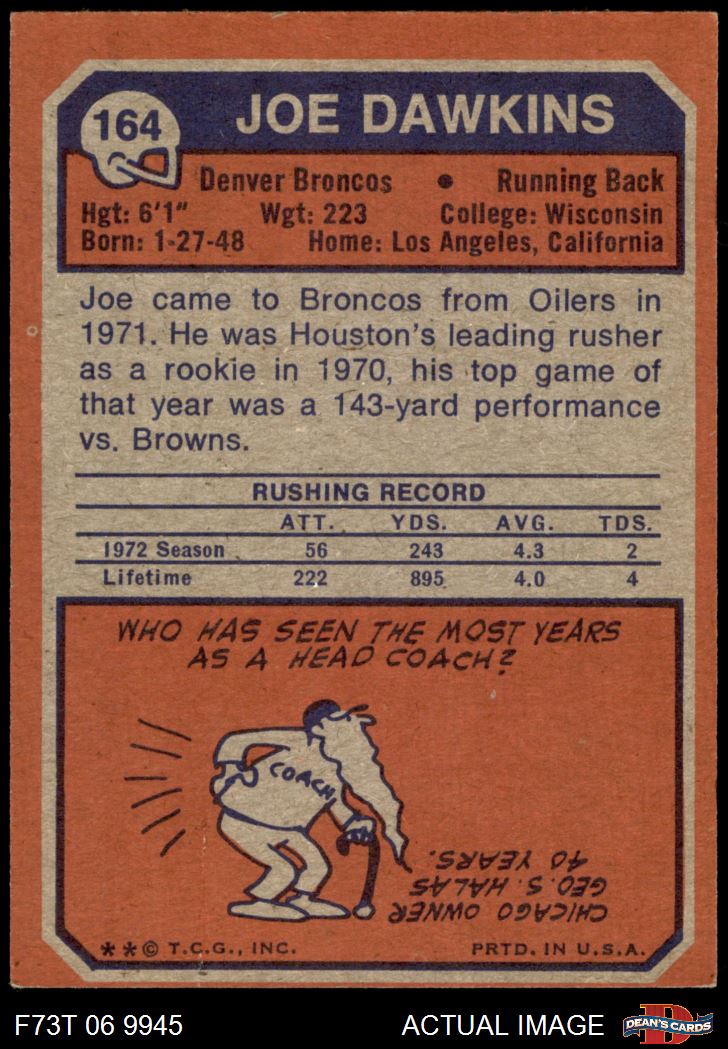 164
JOE DAWKINS
Denver Broncos • Running Back
Hgt: 6'1" Wgt: 223 College: Wisconsin
Born: 1-27-48 Home: Los Angeles, California
Joe came to Broncos from Oilers in
1971. He was Houston's leading rusher
as a rookie in 1970, his top game of
that year was a 143-yard performance
vs. Browns.
RUSHING RECORD
ATT. YDS. AVG. TDS.
1972 Season 56 243 4.3 2
Lifetime 222 895 4.0 4
WHO HAS SEEN THE MOST YEARS
AS A HEAD COACH?
COACH
CHICAGO OWNER
GEO. S. HALAS
40 YEARS.
**© T.C.G., INC. PRTD. IN U.S.A.
F73T 06 9945 ACTUAL IMAGE
D
DEAN'S CARDS